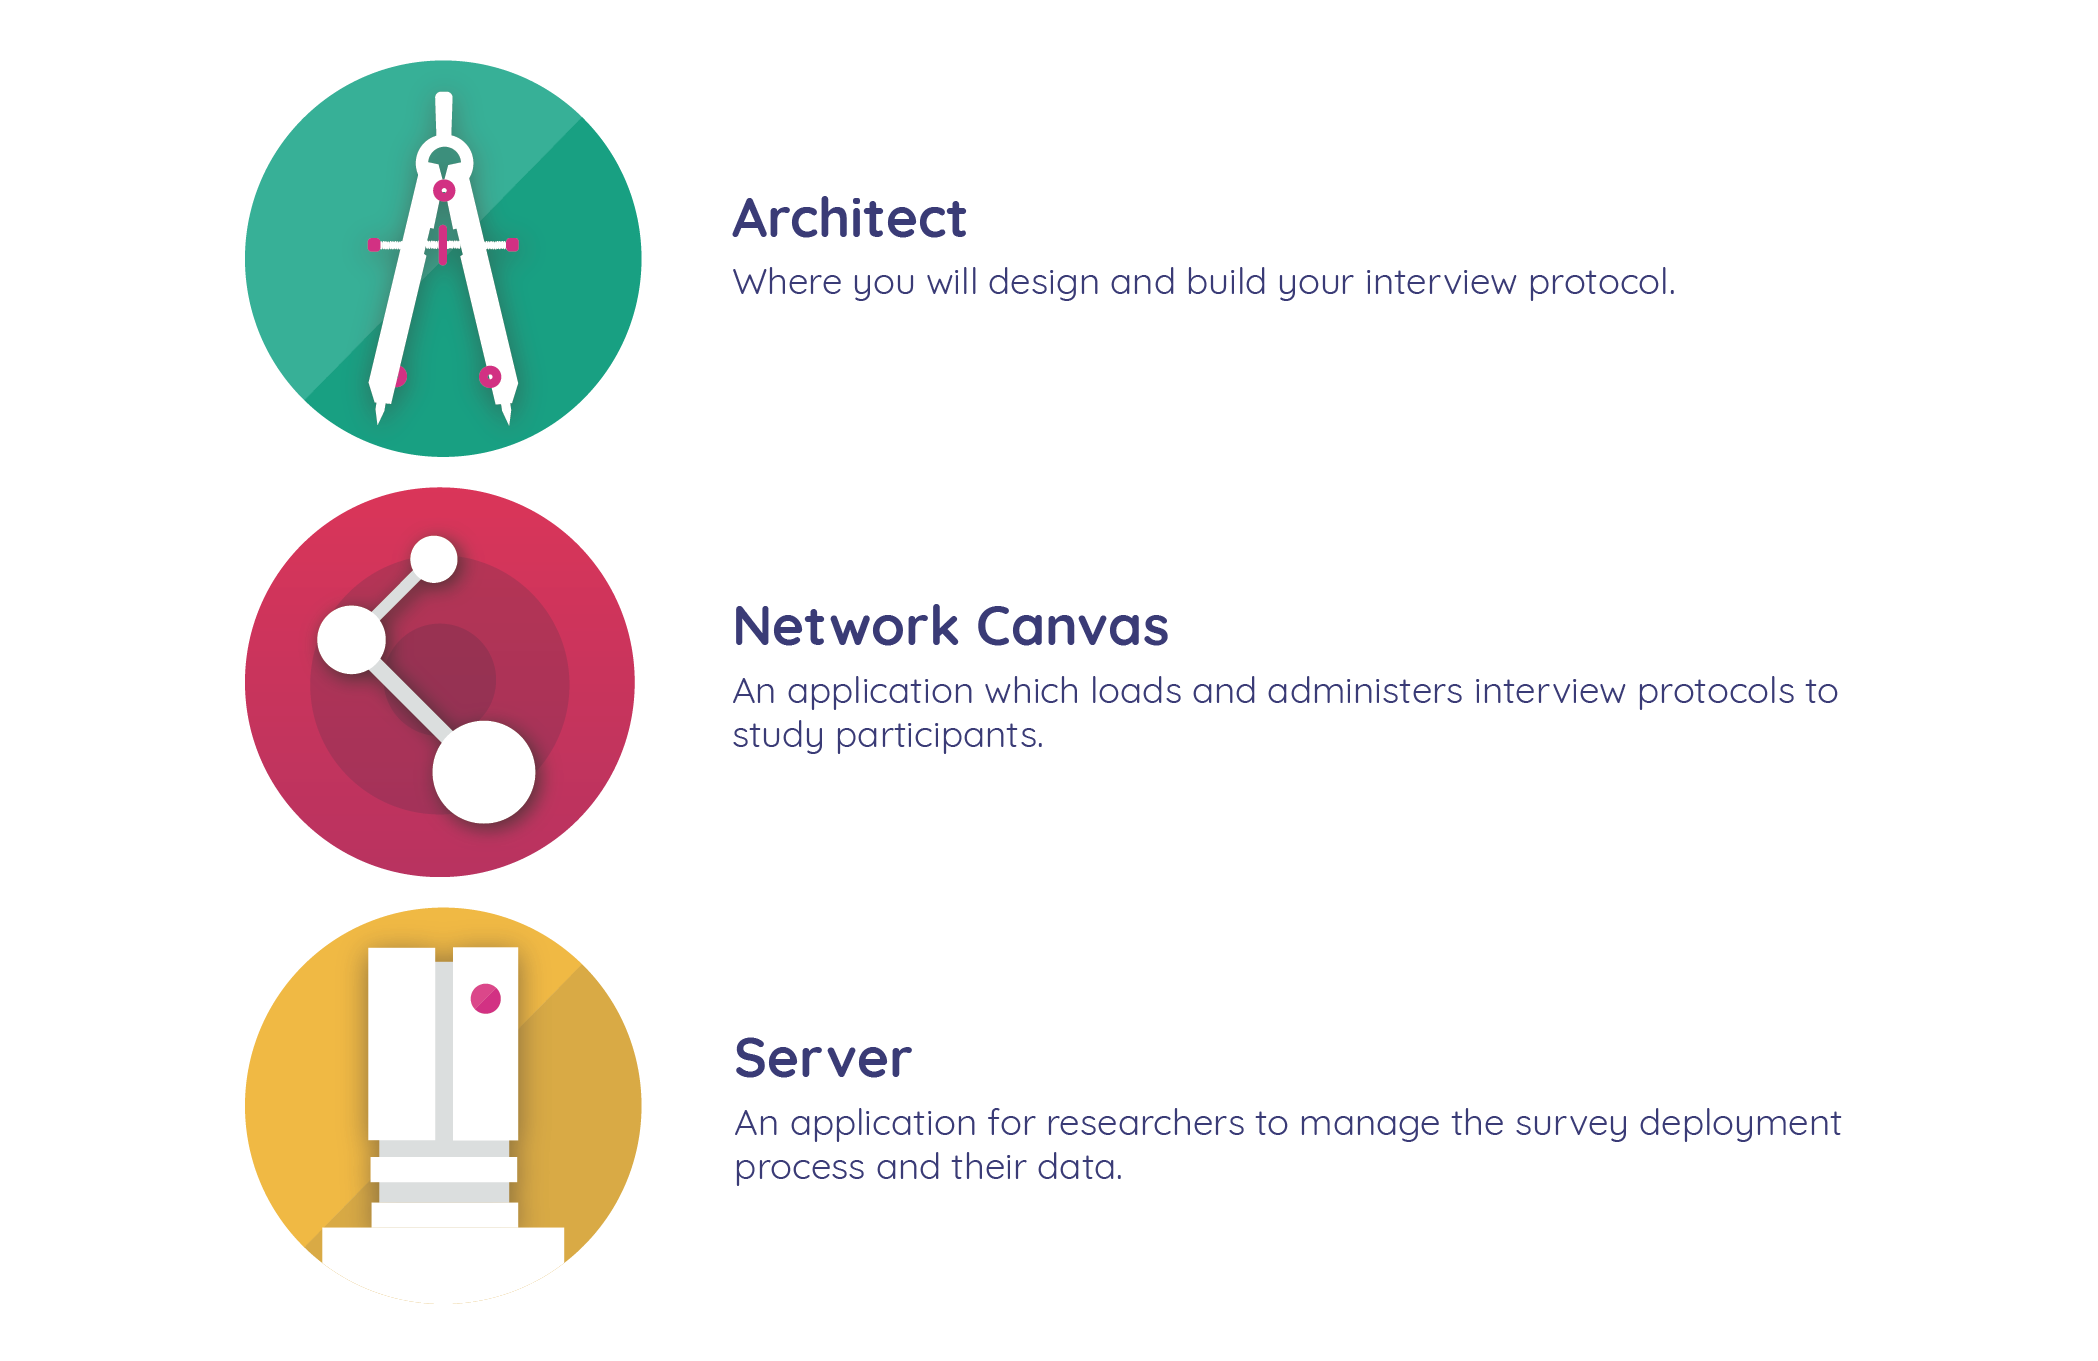 Architect
Where you will design and build your interview protocol.
Network Canvas
An application which loads and administers interview protocols to
study participants.
Server
An application for researchers to manage the survey deployment
process and their data.